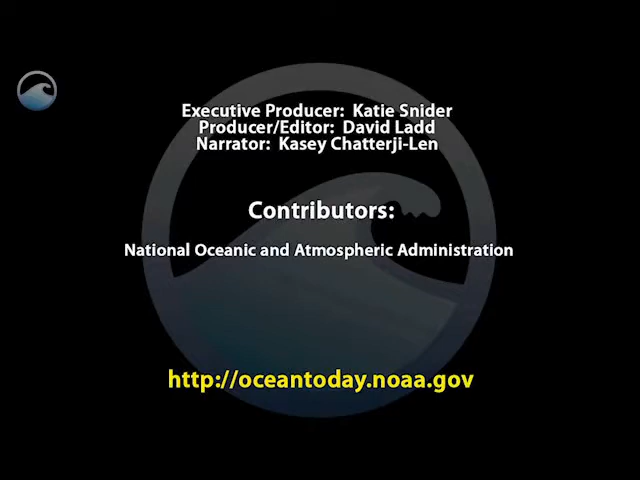 Executive Producer: Katie Snider
Producer/Editor: David Ladd
Narrator: Kasey Chatterji-Len
Contributors:
National Oceanic and Atmospheric Administration
http://oceantoday.noaa.gov